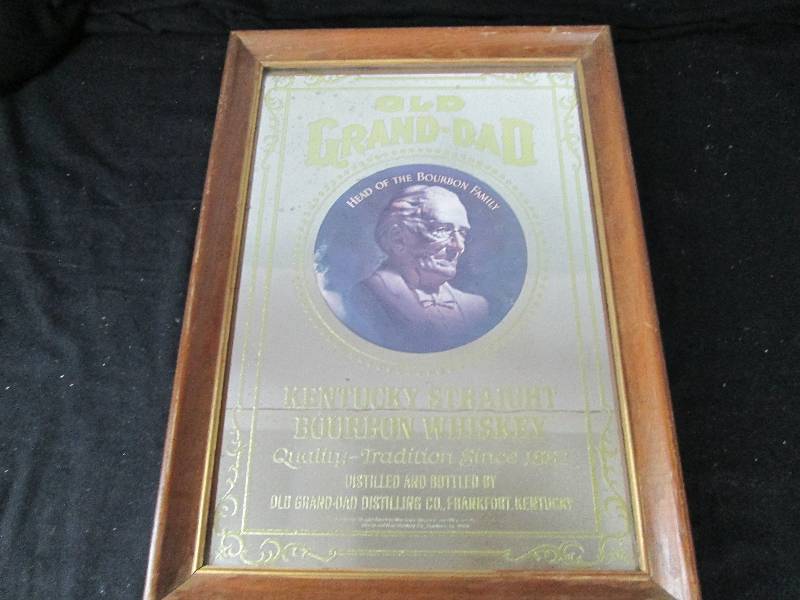 OLD
GRAND-DAD
HEAD OF THE BOURBON FAMILY
KENTUCKY STRAIGHT
BOURBON WHISKEY
Quality-Tradition Since 1882
DISTILLED AND BOTTLED BY
OLD GRAND-DAD DISTILLING CO., FRANKFORT, KENTUCKY